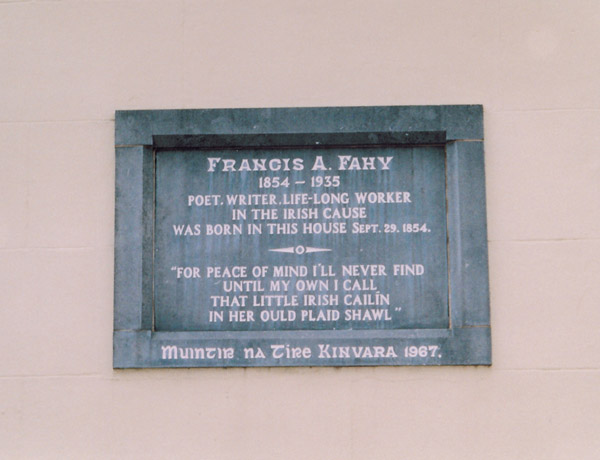 FRANCIS A. FAHY
1854 – 1935
POET, WRITER, LIFE-LONG WORKER
IN THE IRISH CAUSE
WAS BORN IN THIS HOUSE SEPT. 29. 1854.
"FOR PEACE OF MIND I'LL NEVER FIND
UNTIL MY OWN I CALL
THAT LITTLE IRISH CAILÍN
IN HER OULD PLAID SHAWL"
Muintir na Tíre KINVARA 1967.